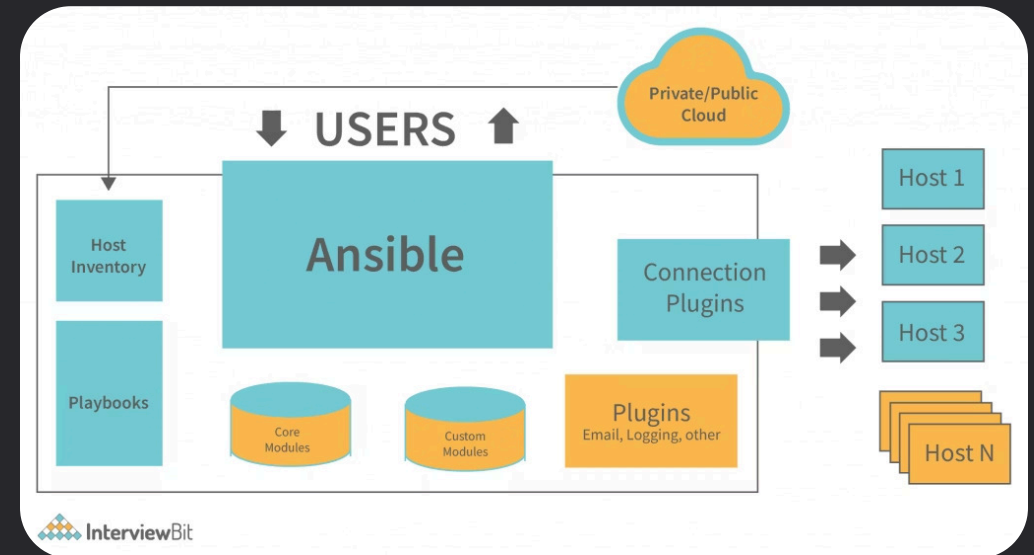 Private/Public
Cloud
USERS
Host 1
Host
Inventory
Ansible
Host 2
Connection
Plugins
Host 3
Playbooks
Core
Modules
Custom
Modules
Plugins
Email, Logging, other
Host N
InterviewBit